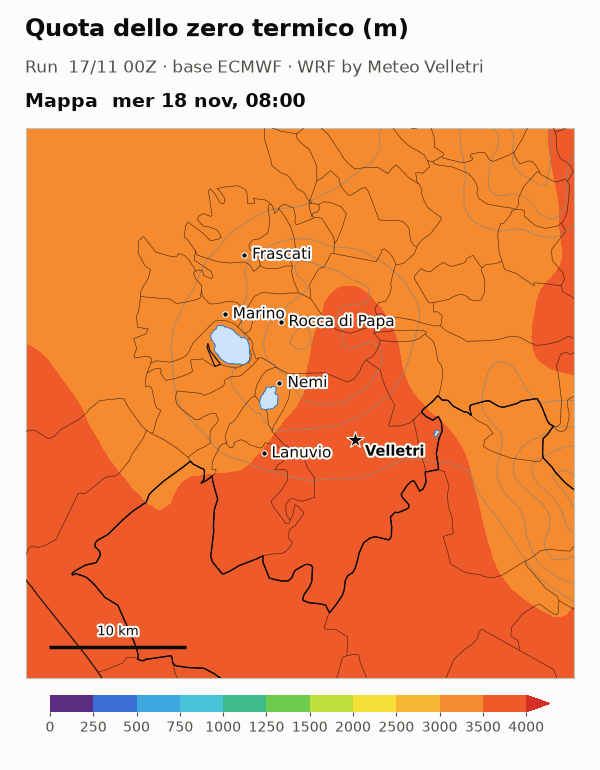 Quota dello zero termico (m)
Run 17/11 00Z · base ECMWF · WRF by Meteo Velletri
Mappa mer 18 nov, 08:00
Frascati
Marino
Rocca di Papa
Nemi
Velletri
Lanuvio
10 km
0 250 500 750 1000 1250 1500 2000 2500 3000 3500 4000